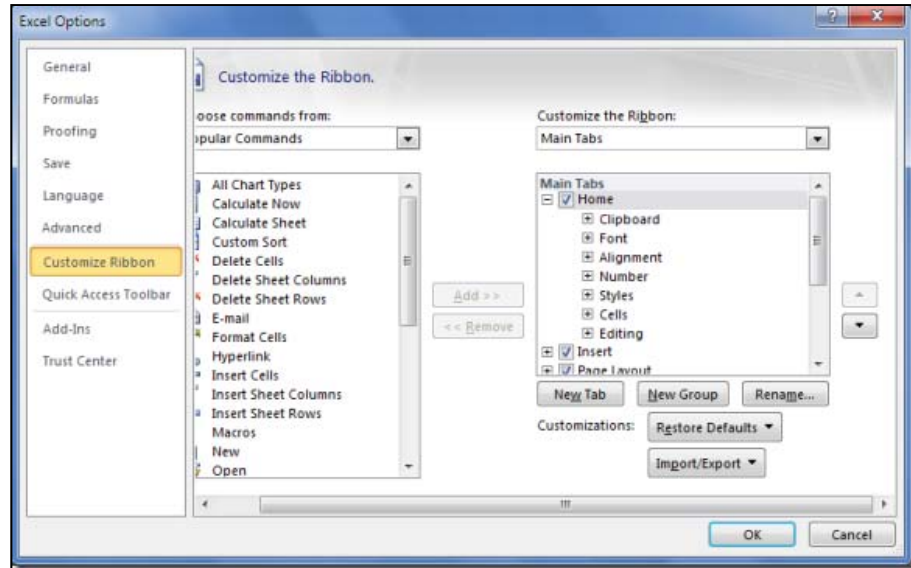 Excel Options
General
Formulas
Proofing
Save
Language
Advanced
Customize Ribbon
Quick Access Toolbar
Add-Ins
Trust Center
Customize the Ribbon.
oose commands from:
opular Commands
All Chart Types
Calculate Now
Calculate Sheet
Custom Sort
Delete Cells
Delete Sheet Columns
Delete Sheet Rows
E-mail
Format Cells
Hyperlink
Insert Cells
Insert Sheet Columns
Insert Sheet Rows
Macros
New
Open
Add >>
<< Remove
Customize the Ribbon:
Main Tabs
Main Tabs
Home
Clipboard
Font
Alignment
Number
Styles
Cells
Editing
Insert
Page Layout
New Tab New Group Rename...
Customizations: Restore Defaults
Import/Export
OK Cancel